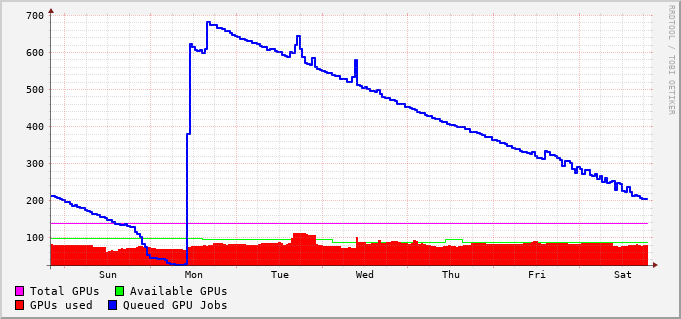 700
600
500
400
300
200
100
Sun Mon Tue Wed Thu Fri Sat
Total GPUs Available GPUs
GPUs used Queued GPU Jobs
RRDTOOL / TOBI OETIKER